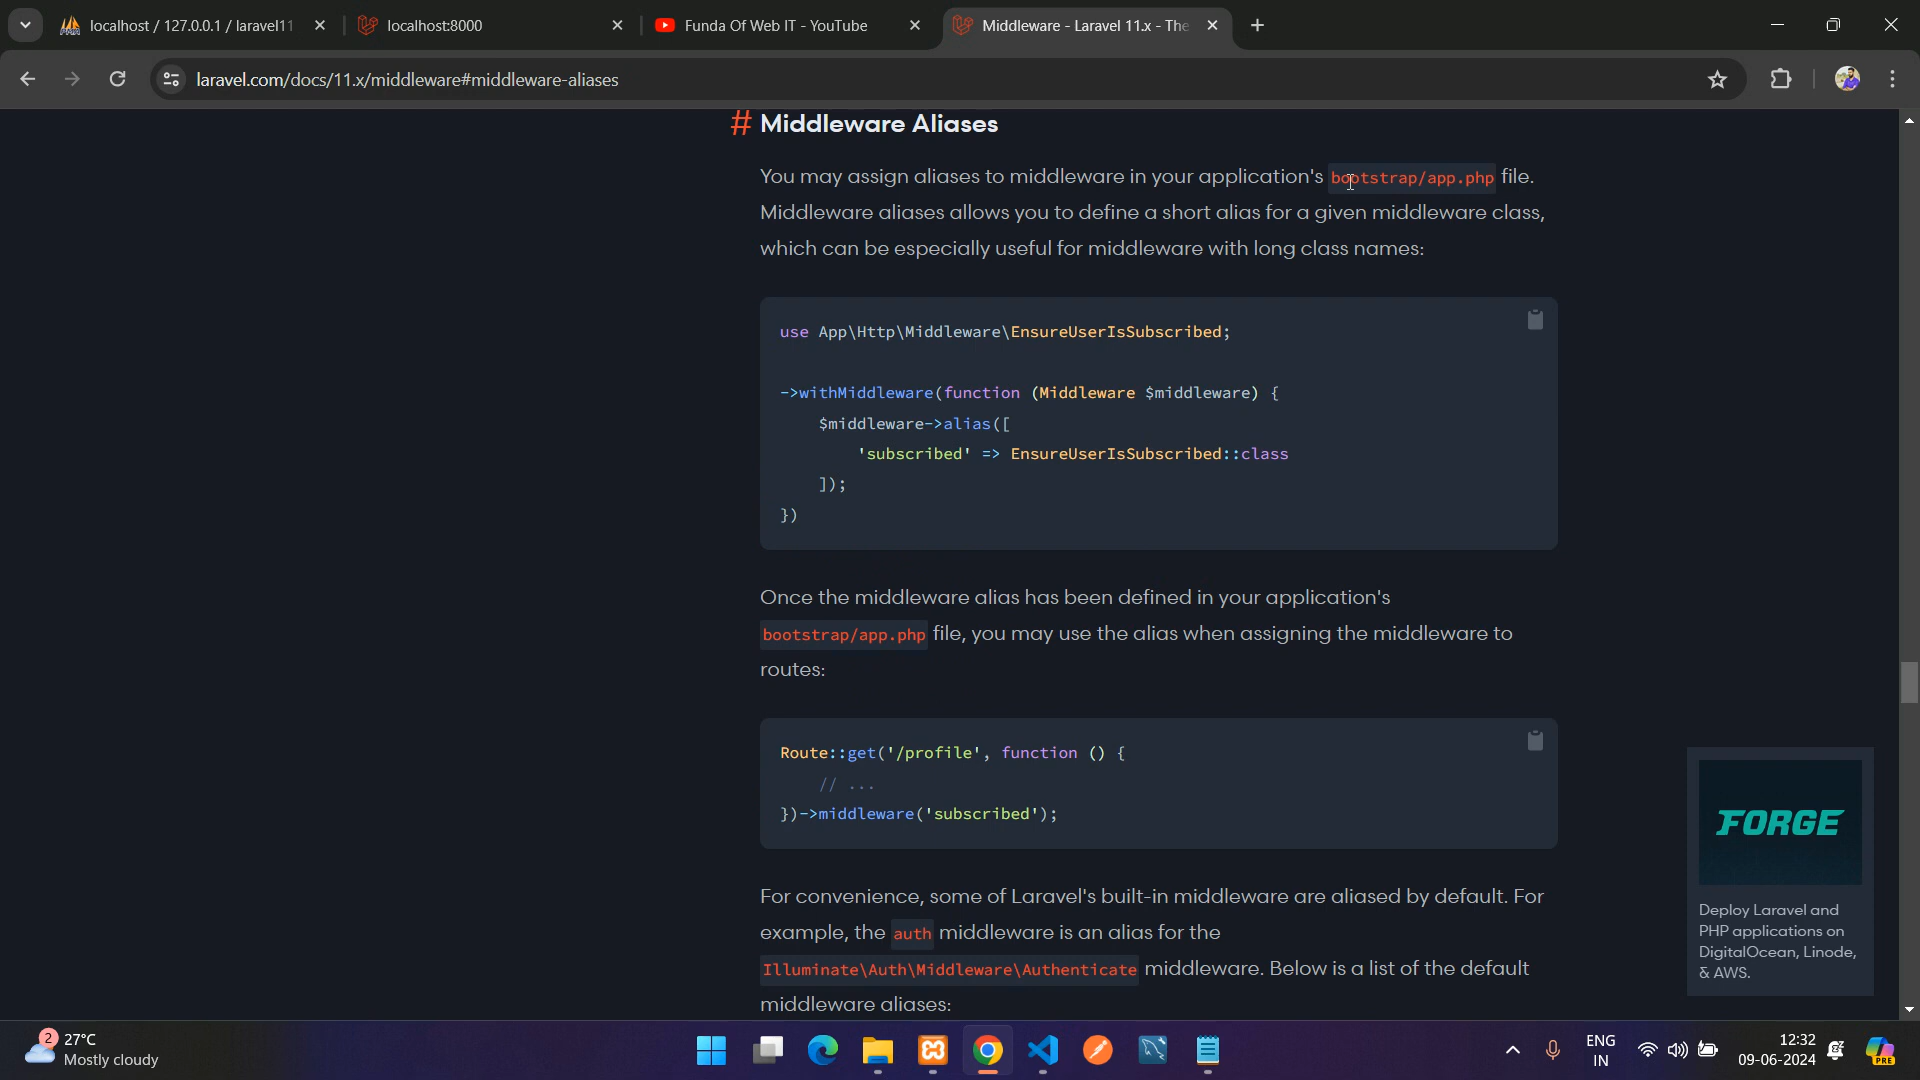 localhost / 127.0.0.1 / laravel11
localhost:8000
Funda Of Web IT - YouTube
Middleware - Laravel 11.x - The
laravel.com/docs/11.x/middleware#middleware-aliases
# Middleware Aliases
You may assign aliases to middleware in your application's bootstrap/app.php file.
Middleware aliases allows you to define a short alias for a given middleware class,
which can be especially useful for middleware with long class names:
use App\Http\Middleware\EnsureUserIsSubscribed;
->withMiddleware(function (Middleware $middleware) {
$middleware->alias([
'subscribed' => EnsureUserIsSubscribed::class
]);
})
Once the middleware alias has been defined in your application's
bootstrap/app.php file, you may use the alias when assigning the middleware to
routes:
Route::get('/profile', function () {
// ...
})->middleware('subscribed');
For convenience, some of Laravel's built-in middleware are aliased by default. For
example, the auth middleware is an alias for the
Illuminate\Auth\Middleware\Authenticate middleware. Below is a list of the default
middleware aliases:
FORGE
Deploy Laravel and
PHP applications on
DigitalOcean, Linode,
& AWS.
2
27°C
Mostly cloudy
ENG
IN
12:32
09-06-2024
PRE